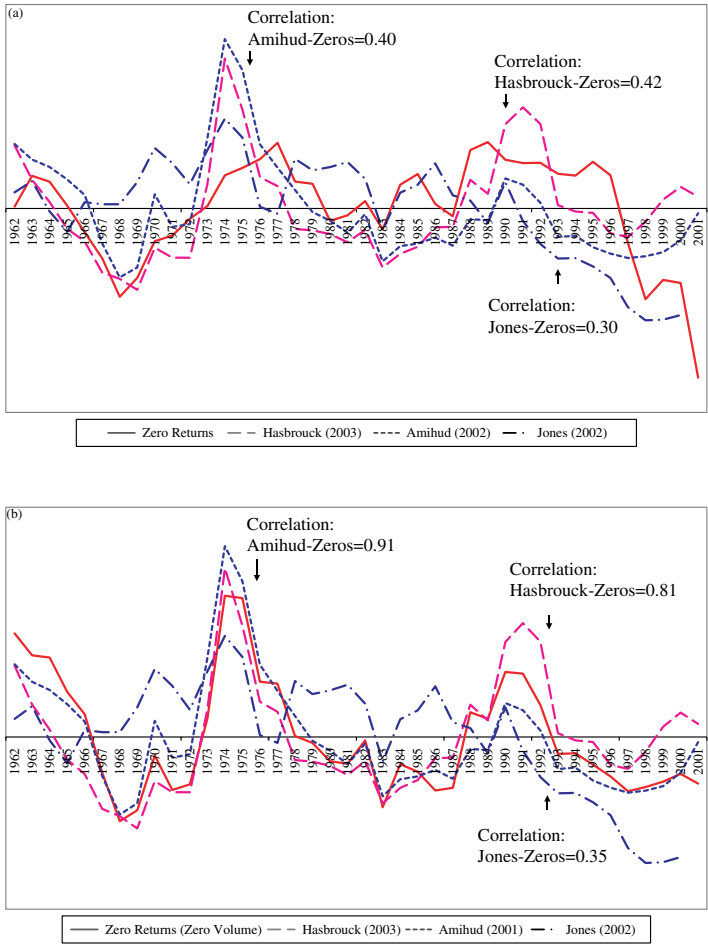 (a)
Correlation:
Amihud-Zeros=0.40
Correlation:
Hasbrouck-Zeros=0.42
1962 1963 1964 1965 1966 1967 1968 1969 1970 1971 1972 1973 1974 1975 1976 1977 1978 1979 1980 1981 1982 1983 1984 1985 1986 1987 1988 1989 1990 1991 1992 1993 1994 1995 1996 1997 1998 1999 2000 2001
Correlation:
Jones-Zeros=0.30
Zero Returns Hasbrouck (2003) Amihud (2002) Jones (2002)
(b)
Correlation:
Amihud-Zeros=0.91
Correlation:
Hasbrouck-Zeros=0.81
1962 1963 1964 1965 1966 1967 1968 1969 1970 1971 1972 1973 1974 1975 1976 1977 1978 1979 1980 1981 1982 1983 1984 1985 1986 1987 1988 1989 1990 1991 1992 1993 1994 1995 1996 1997 1998 1999 2000 2001
Correlation:
Jones-Zeros=0.35
Zero Returns (Zero Volume) Hasbrouck (2003) Amihud (2001) Jones (2002)